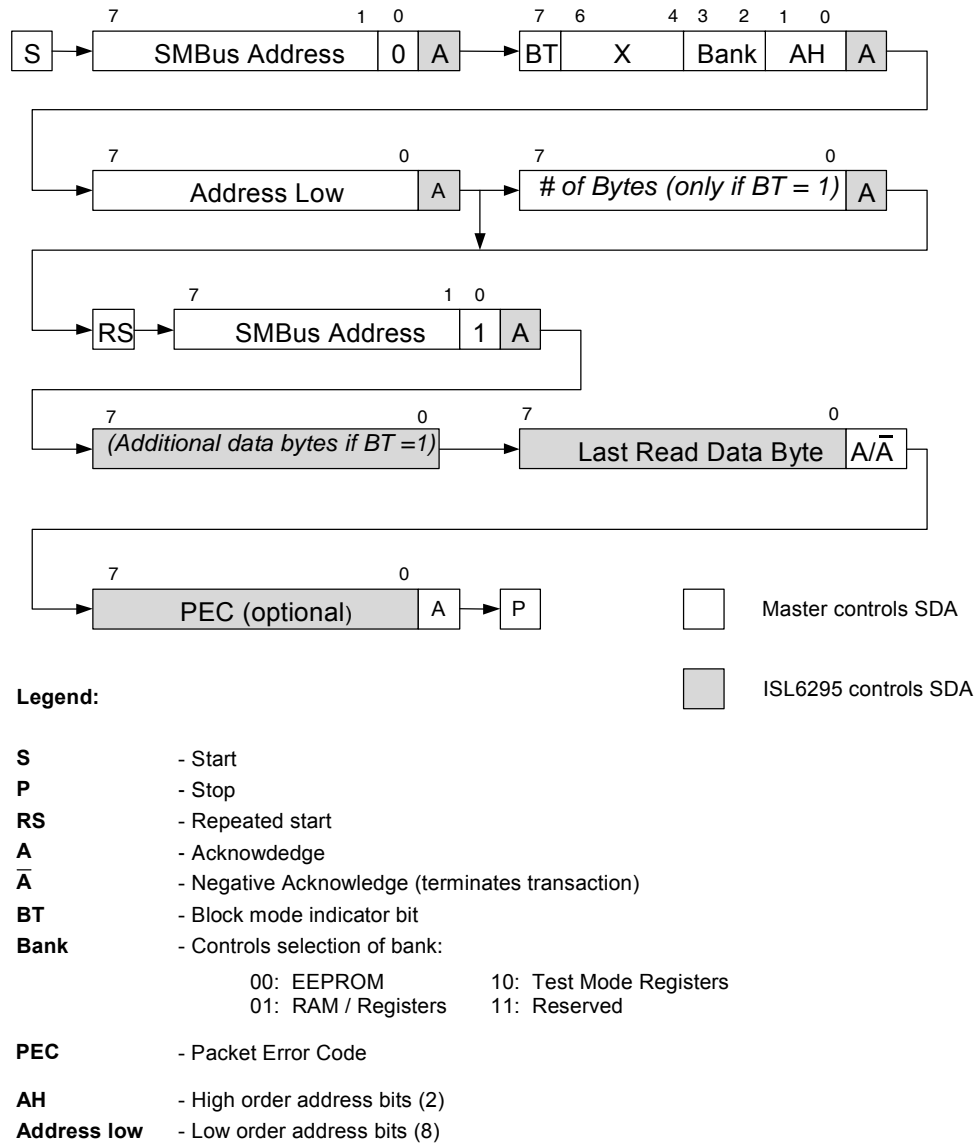 7 1 0 7 6 4 3 2 1 0
S SMBus Address 0 A BT X Bank AH A
7 0 7 0
Address Low A # of Bytes (only if BT = 1) A
7 1 0
RS SMBus Address 1 A
7 0 7 0
(Additional data bytes if BT =1) Last Read Data Byte A/A̅
7 0
PEC (optional) A P Master controls SDA
ISL6295 controls SDA
Legend:
S - Start
P - Stop
RS - Repeated start
A - Acknowdedge
A̅ - Negative Acknowledge (terminates transaction)
BT - Block mode indicator bit
Bank - Controls selection of bank:
00: EEPROM 10: Test Mode Registers
01: RAM / Registers 11: Reserved
PEC - Packet Error Code
AH - High order address bits (2)
Address low - Low order address bits (8)